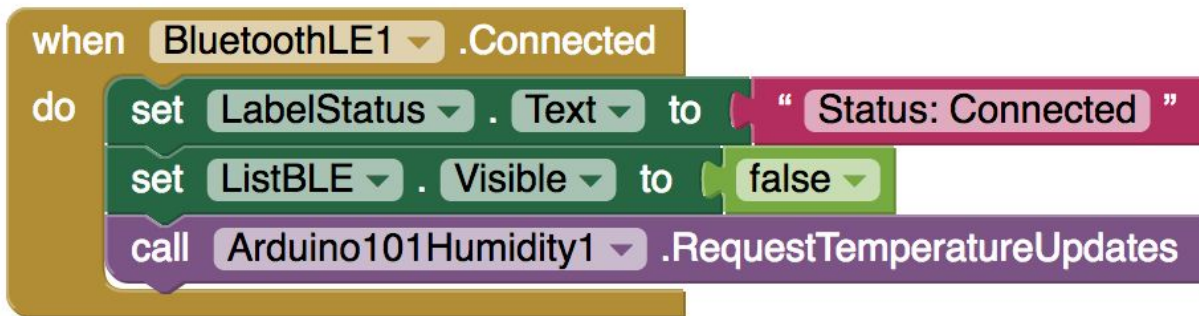 when BluetoothLE1 .Connected
do set LabelStatus . Text to “ Status: Connected ”
set ListBLE . Visible to false
call Arduino101Humidity1 .RequestTemperatureUpdates